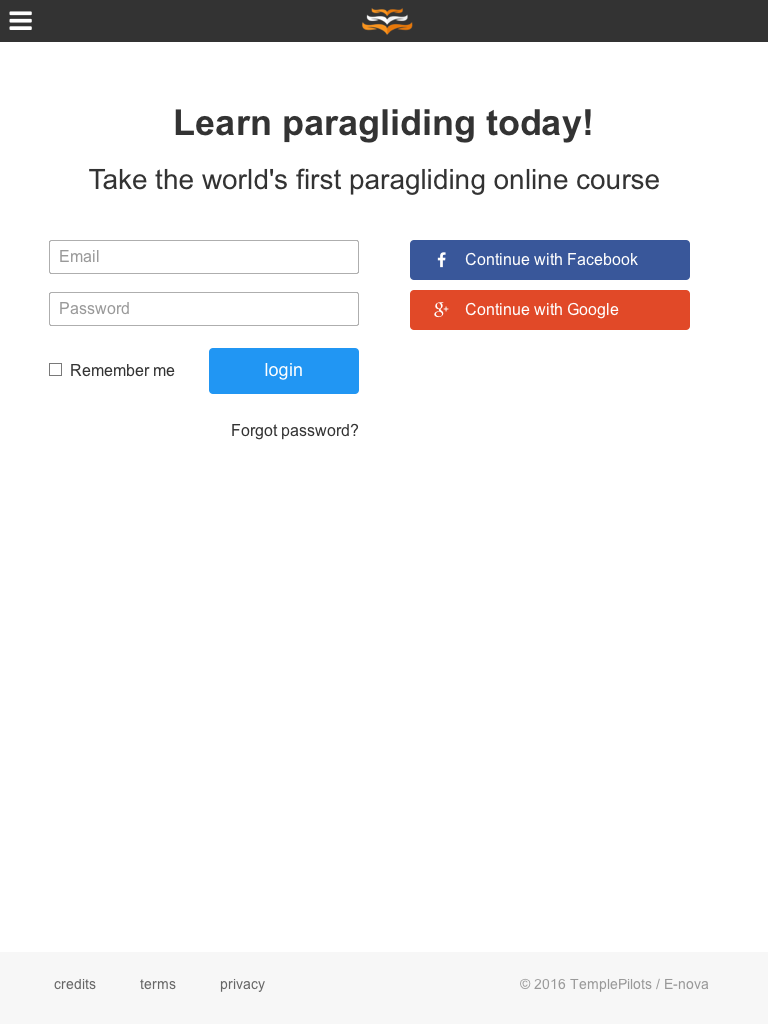 Learn paragliding today!
Take the world's first paragliding online course
Email
Password
Remember me
login
Forgot password?
Continue with Facebook
Continue with Google
credits
terms
privacy
© 2016 TemplePilots / E-nova